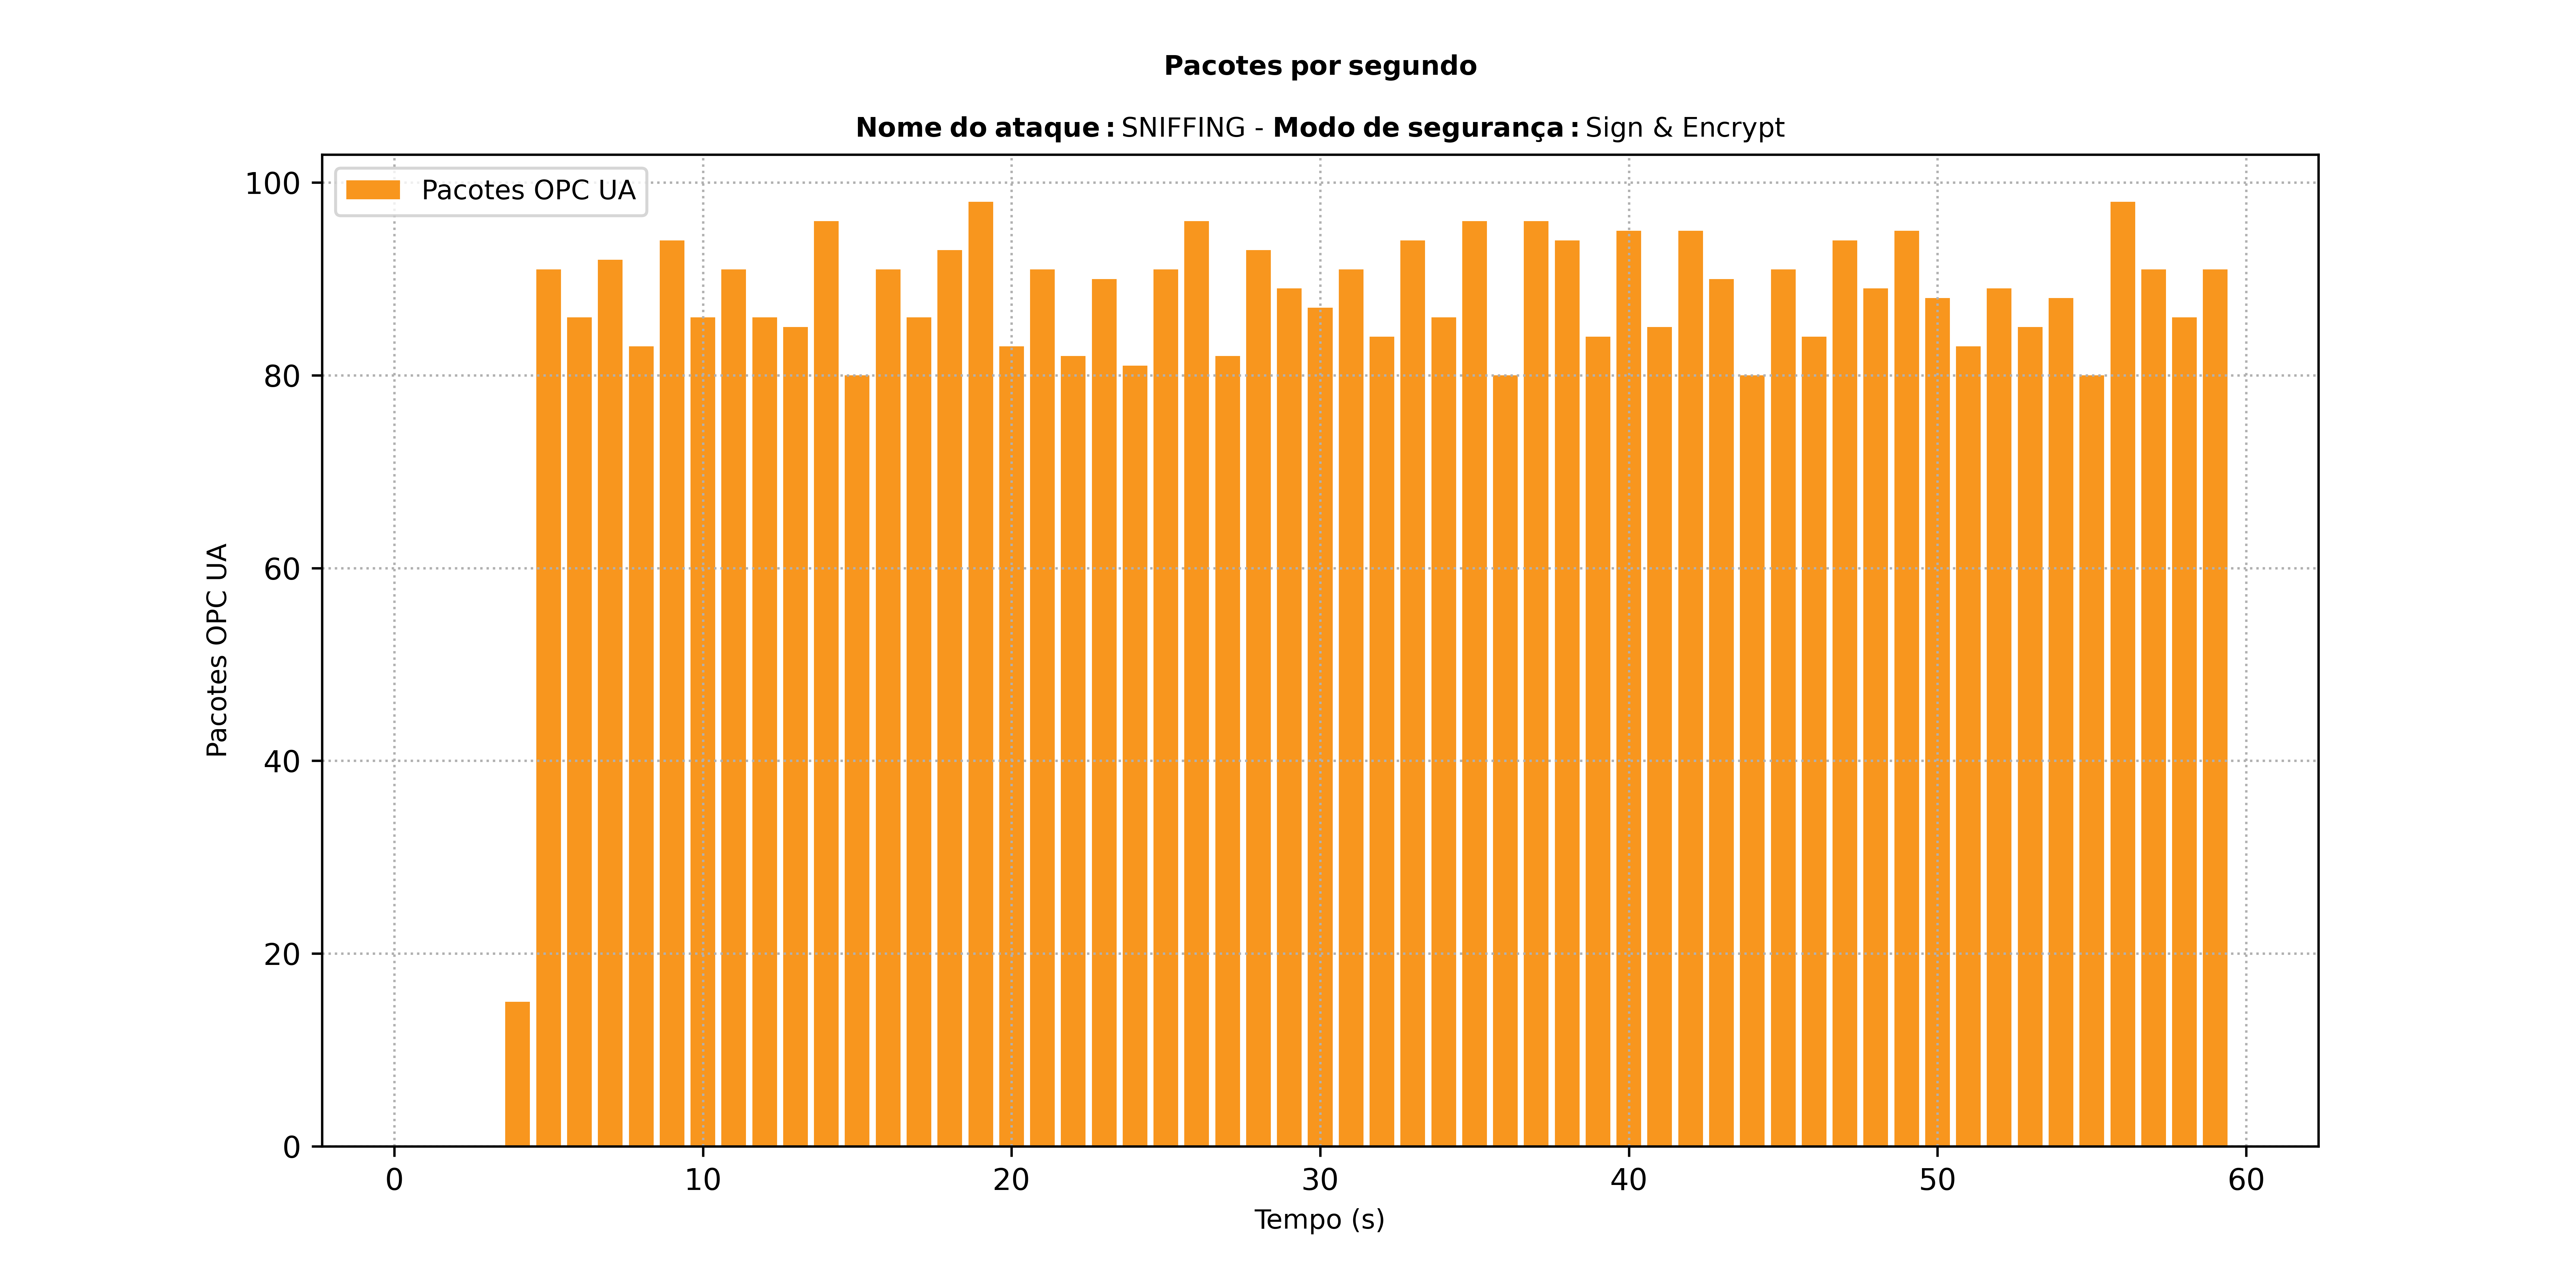 Pacotes por segundo
Nome do ataque: SNIFFING - Modo de segurança: Sign & Encrypt
Pacotes OPC UA
100
80
60
40
20
0
Pacotes OPC UA
0 10 20 30 40 50 60
Tempo (s)